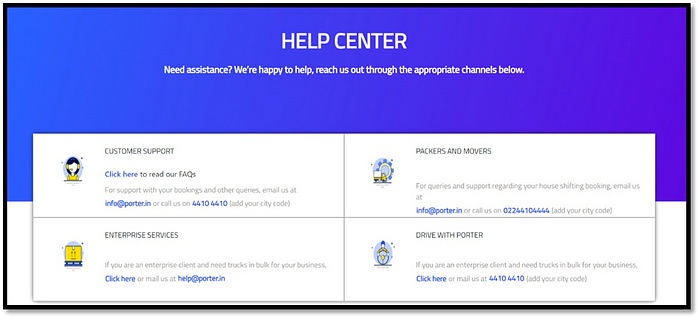 HELP CENTER
Need assistance? We're happy to help, reach us out through the appropriate channels below.
CUSTOMER SUPPORT
Click here to read our FAQs
For support with your bookings and other queries, email us at
info@porter.in or call us on 4410 4410 (add your city code)
PACKERS AND MOVERS
For queries and support regarding your house shifting booking, email us
at
info@porter.in or call us on 02244104444 (add your city code)
ENTERPRISE SERVICES
If you are an enterprise client and need trucks in bulk for your business,
Click here or mail us at help@porter.in
DRIVE WITH PORTER
If you are an enterprise client and need trucks in bulk for your business,
Click here or mail us at 4410 4410 (add your city code)